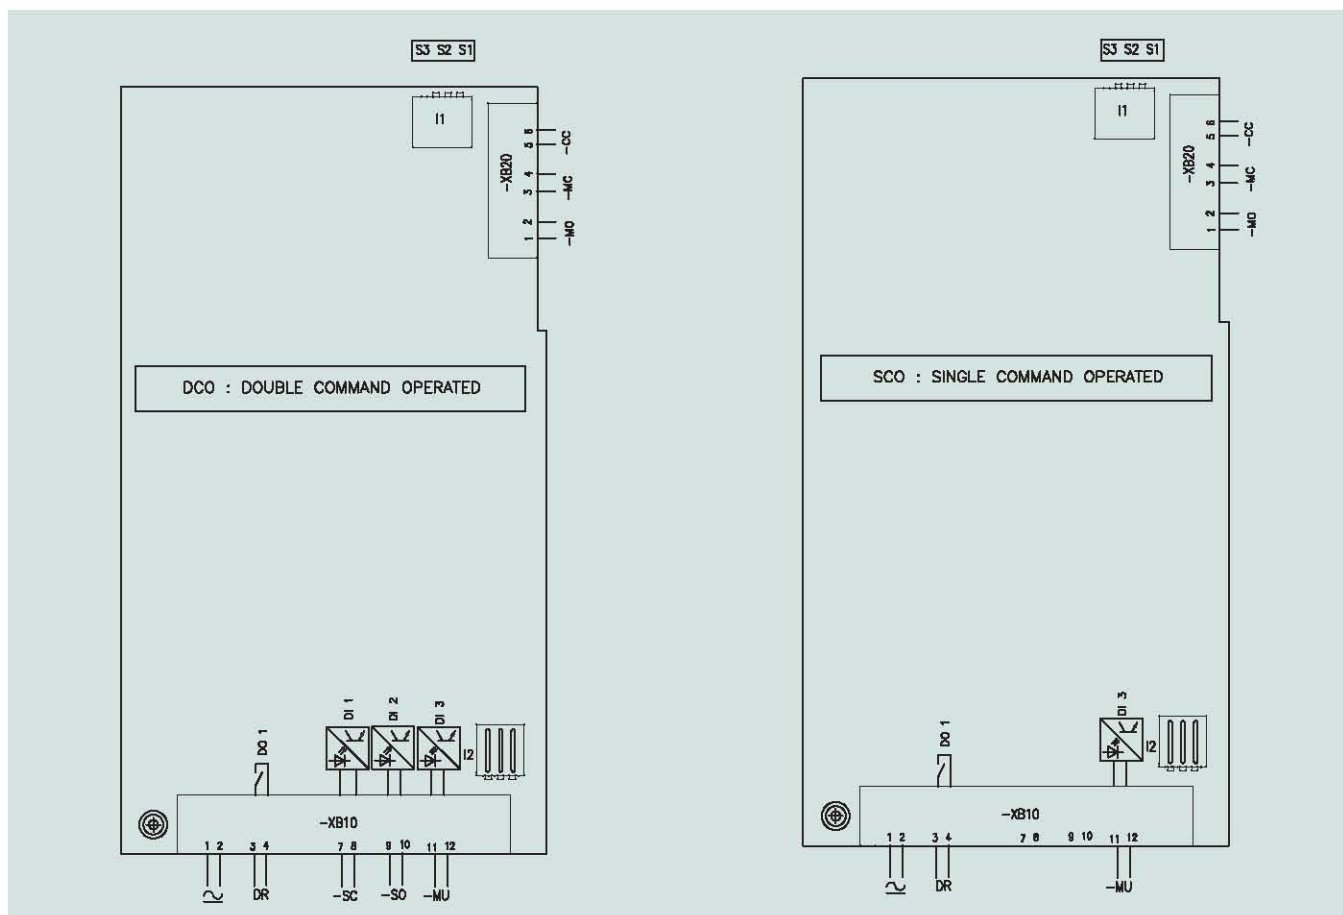 S3 S2 S1
I1
-XB20
6
5
-CC
4
3
-MC
2
1
-MO
DCO : DOUBLE COMMAND OPERATED
DO 1
DI 1
DI 2
DI 3
I2
-XB10
1 2 3 4 7 8 9 10 11 12
DR -SC -SO -MU
S3 S2 S1
I1
-XB20
6
5
-CC
4
3
-MC
2
1
-MO
SCO : SINGLE COMMAND OPERATED
DO 1
DI 3
I2
-XB10
1 2 3 4 7 8 9 10 11 12
DR -MU